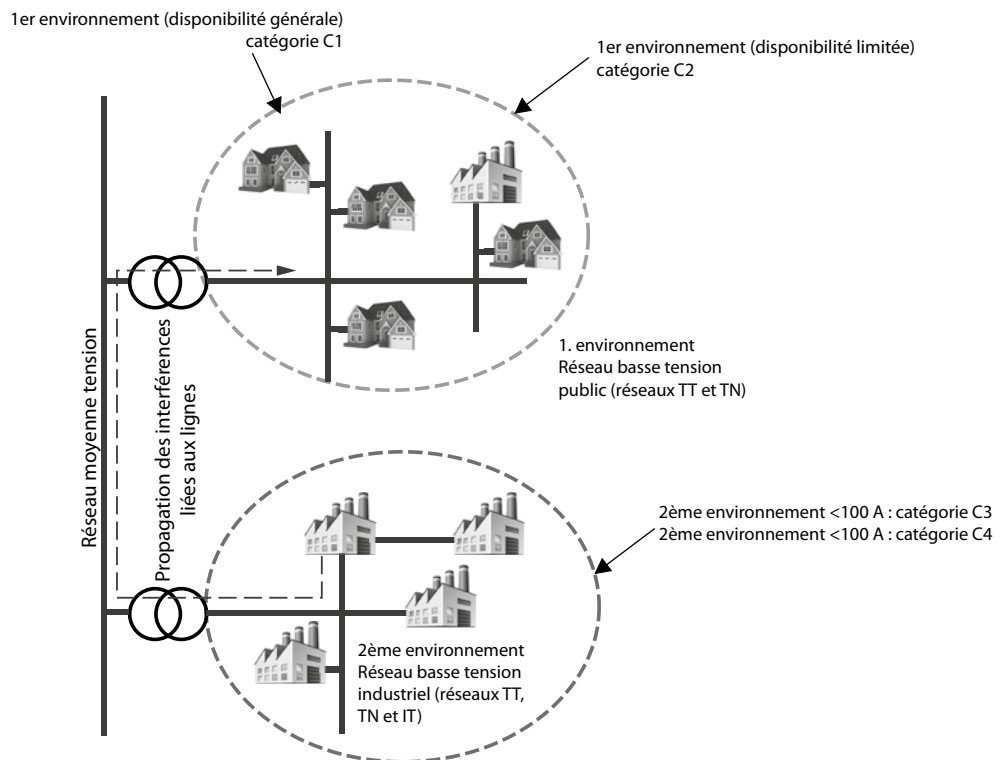 1er environnement (disponibilité générale)
catégorie C1
1er environnement (disponibilité limitée)
catégorie C2
Réseau moyenne tension
Propagation des interférences
liées aux lignes
1. environnement
Réseau basse tension
public (réseaux TT et TN)
2ème environnement <100 A : catégorie C3
2ème environnement <100 A : catégorie C4
2ème environnement
Réseau basse tension
industriel (réseaux TT,
TN et IT)